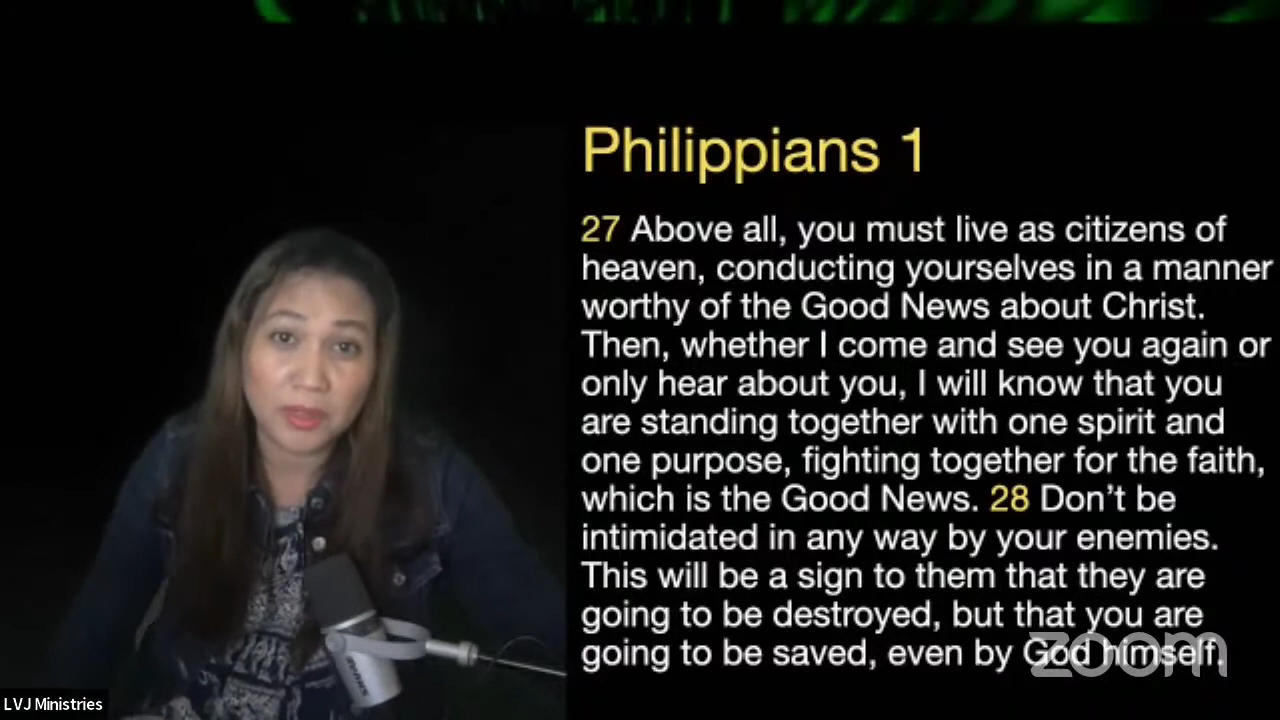 Philippians 1
27 Above all, you must live as citizens of
heaven, conducting yourselves in a manner
worthy of the Good News about Christ.
Then, whether I come and see you again or
only hear about you, I will know that you
are standing together with one spirit and
one purpose, fighting together for the faith,
which is the Good News. 28 Don’t be
intimidated in any way by your enemies.
This will be a sign to them that they are
going to be destroyed, but that you are
going to be saved, even by God himself.
zoom
SHURE
LVJ Ministries